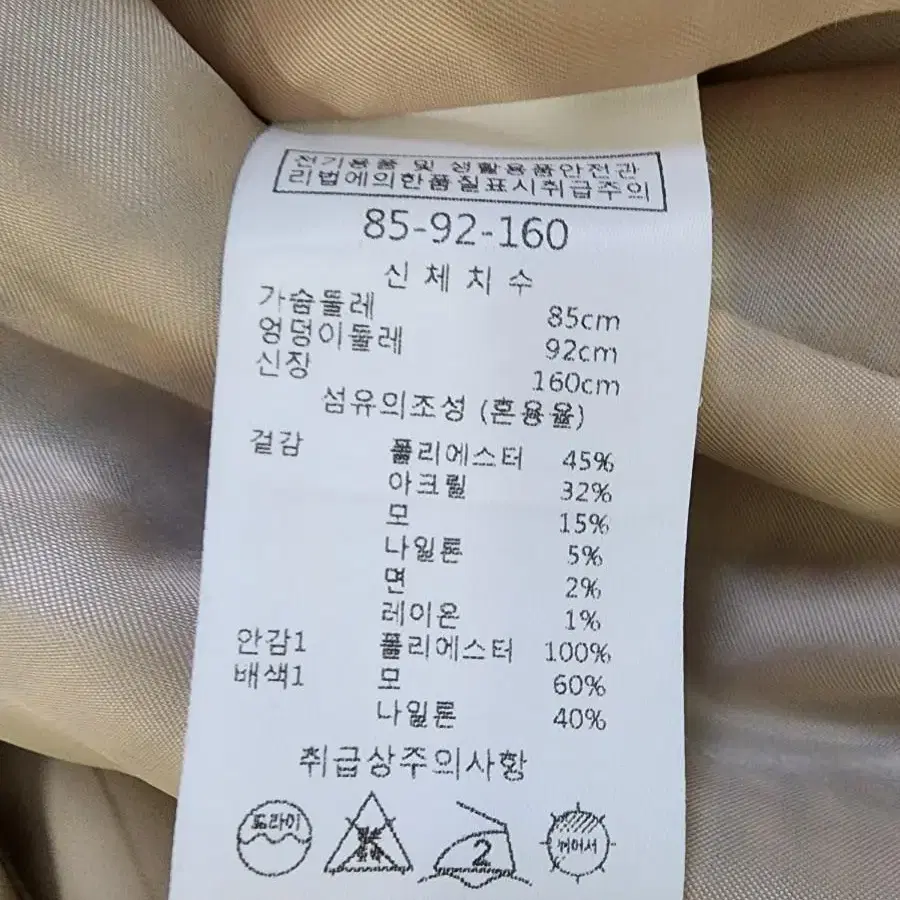 전기용품 및 생활용품안전관
리법에의한품질표시취급주의
85-92-160
신체치수
가슴둘레 85cm
엉덩이둘레 92cm
신장 160cm
섬유의조성 (혼용율)
겉감 폴리에스터 45%
아크릴 32%
모 15%
나일론 5%
면 2%
레이온 1%
안감1 폴리에스터 100%
배색1 모 60%
나일론 40%
취급상주의사항
드라이 2 뉘어서